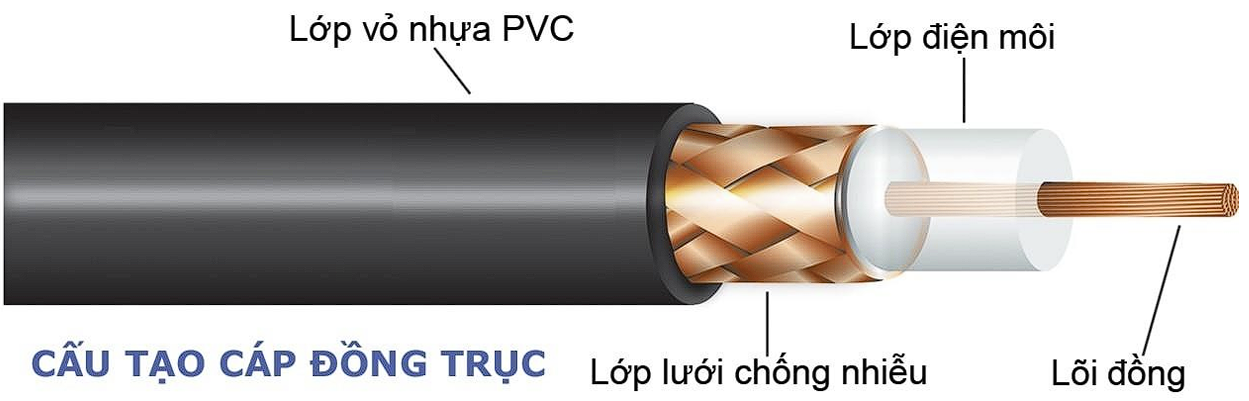 Lớp vỏ nhựa PVC
Lớp điện môi
CẤU TẠO CÁP ĐỒNG TRỤC
Lớp lưới chống nhiễu
Lõi đồng